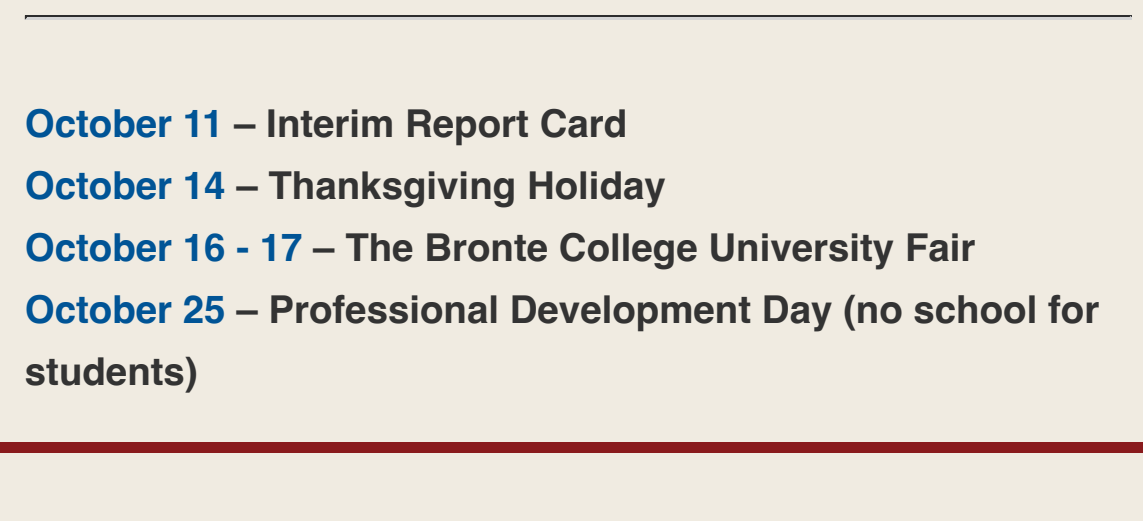 October 11 – Interim Report Card
October 14 – Thanksgiving Holiday
October 16 - 17 – The Bronte College University Fair
October 25 – Professional Development Day (no school for
students)